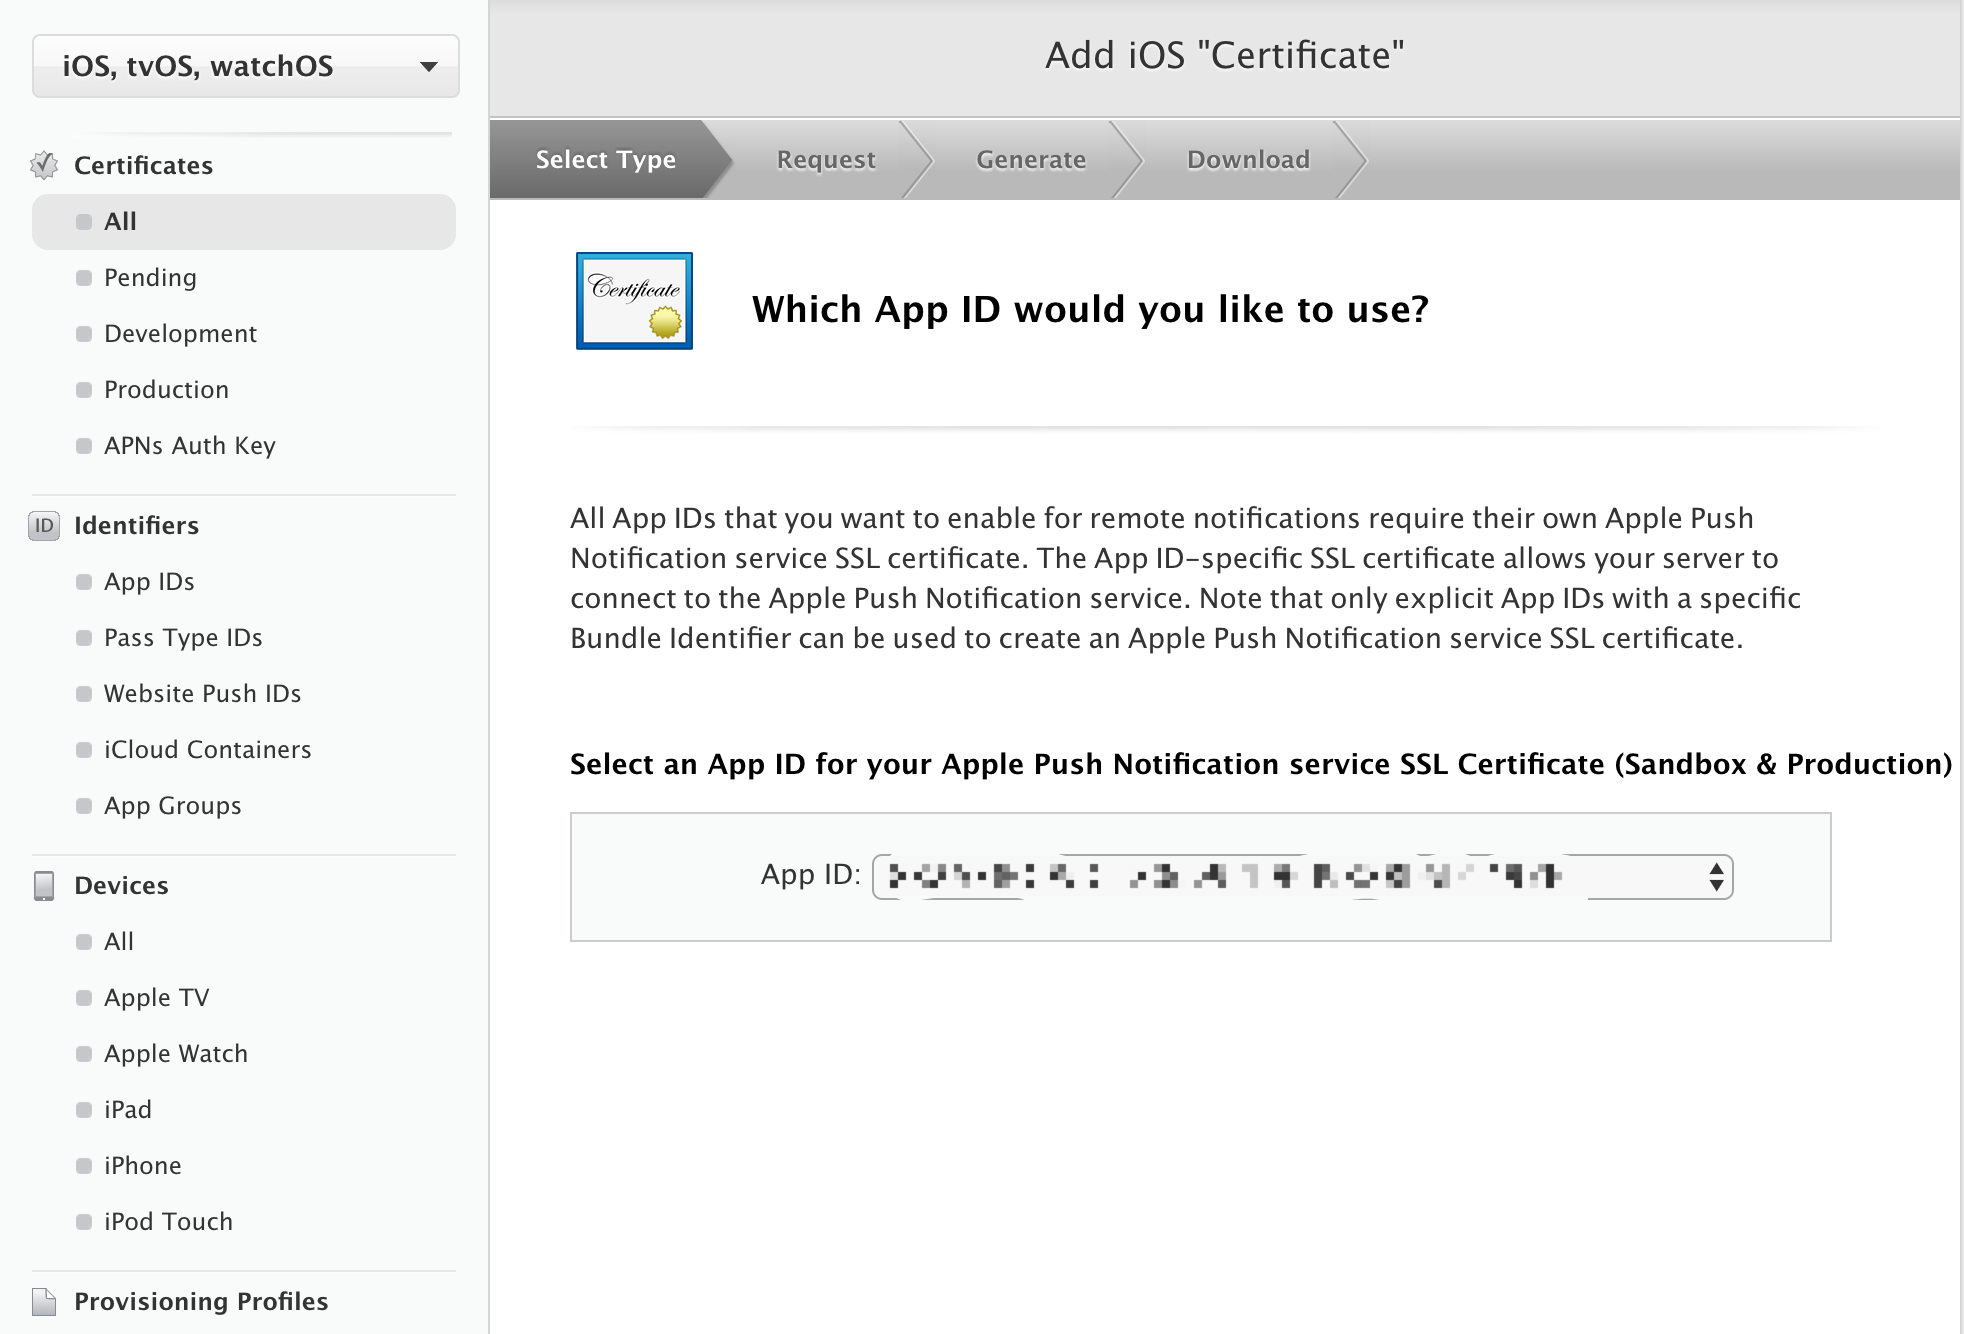 iOS, tvOS, watchOS
Certificates
All
Pending
Development
Production
APNs Auth Key
ID
Identifiers
App IDs
Pass Type IDs
Website Push IDs
iCloud Containers
App Groups
Devices
All
Apple TV
Apple Watch
iPad
iPhone
iPod Touch
Provisioning Profiles
Add iOS "Certificate"
Select Type
Request
Generate
Download
Certificate
Which App ID would you like to use?
All App IDs that you want to enable for remote notifications require their own Apple Push
Notification service SSL certificate. The App ID-specific SSL certificate allows your server to
connect to the Apple Push Notification service. Note that only explicit App IDs with a specific
Bundle Identifier can be used to create an Apple Push Notification service SSL certificate.
Select an App ID for your Apple Push Notification service SSL Certificate (Sandbox & Production)
App ID: